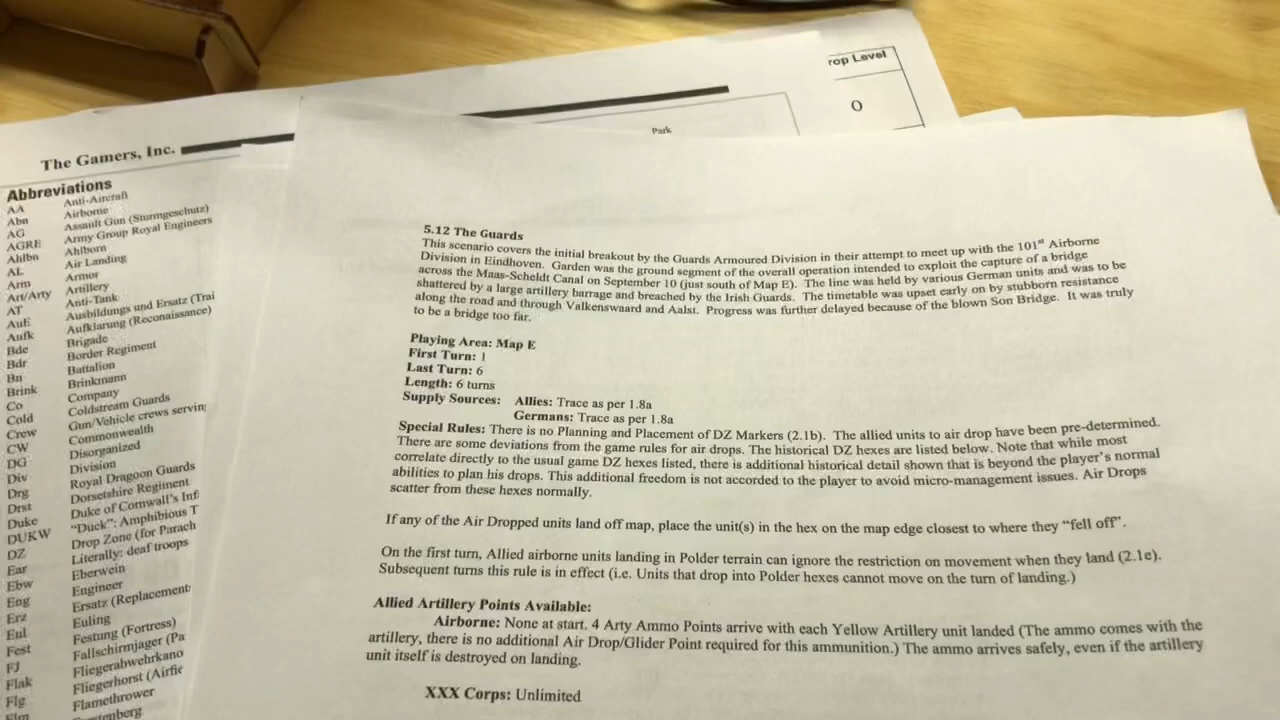 rop Level
O
Park
The Gamers, Inc.
Abbreviations
AA Anti-Aircraft
Abn Airborne
AG Assault Gun (Sturmgeschutz)
AGRE Army Group Royal Engineers
Ahlbn Ahlborn
AL Air Landing
Arm Armor
Art/Arty Artillery
AT Anti-Tank
AuE Ausbildungs und Ersatz (Trai
Aufk Aufklarung (Reconaissance)
Bde Brigade
Bdr Border Regiment
Bn Battalion
Brink Brinkmann
Co Company
Cold Coldstream Guards
Crew Gun/Vehicle crews servin
CW Commonwealth
DG Disorganized
Div Division
Drg Royal Dragoon Guards
Drst Dorsetshire Regiment
Duke Duke of Cornwall's Inf
DUKW "Duck": Amphibious T
DZ Drop Zone (for Parach
Ear Literally: deaf troops
Ebw Eberwein
Eng Engineer
Erz Ersatz (Replacement
Eul Euling
Fest Festung (Fortress)
FJ Fallschirmjager (Pa
Flak Fliegerabwehrkano
Flg Fliegerhorst (Airfie
Flm Flamethrower
5.12 The Guards
This scenario covers the initial breakout by the Guards Armoured Division in their attempt to meet up with the 101st Airborne
Division in Eindhoven. Garden was the ground segment of the overall operation intended to exploit the capture of a bridge
across the Maas-Scheldt Canal on September 10 (just south of Map E). The line was held by various German units and was to be
shattered by a large artillery barrage and breached by the Irish Guards. The timetable was upset early on by stubborn resistance
along the road and through Valkenswaard and Aalst. Progress was further delayed because of the blown Son Bridge. It was truly
to be a bridge too far.
Playing Area: Map E
First Turn: 1
Last Turn: 6
Length: 6 turns
Supply Sources: Allies: Trace as per 1.8a
Germans: Trace as per 1.8a
Special Rules: There is no Planning and Placement of DZ Markers (2.1b). The allied units to air drop have been pre-determined.
There are some deviations from the game rules for air drops. The historical DZ hexes are listed below. Note that while most
correlate directly to the usual game DZ hexes listed, there is additional historical detail shown that is beyond the player's normal
abilities to plan his drops. This additional freedom is not accorded to the player to avoid micro-management issues. Air Drops
scatter from these hexes normally.
If any of the Air Dropped units land off map, place the unit(s) in the hex on the map edge closest to where they "fell off".
On the first turn, Allied airborne units landing in Polder terrain can ignore the restriction on movement when they land (2.1e).
Subsequent turns this rule is in effect (i.e. Units that drop into Polder hexes cannot move on the turn of landing.)
Allied Artillery Points Available:
Airborne: None at start. 4 Arty Ammo Points arrive with each Yellow Artillery unit landed (The ammo comes with the
artillery, there is no additional Air Drop/Glider Point required for this ammunition.) The ammo arrives safely, even if the artillery
unit itself is destroyed on landing.
XXX Corps: Unlimited